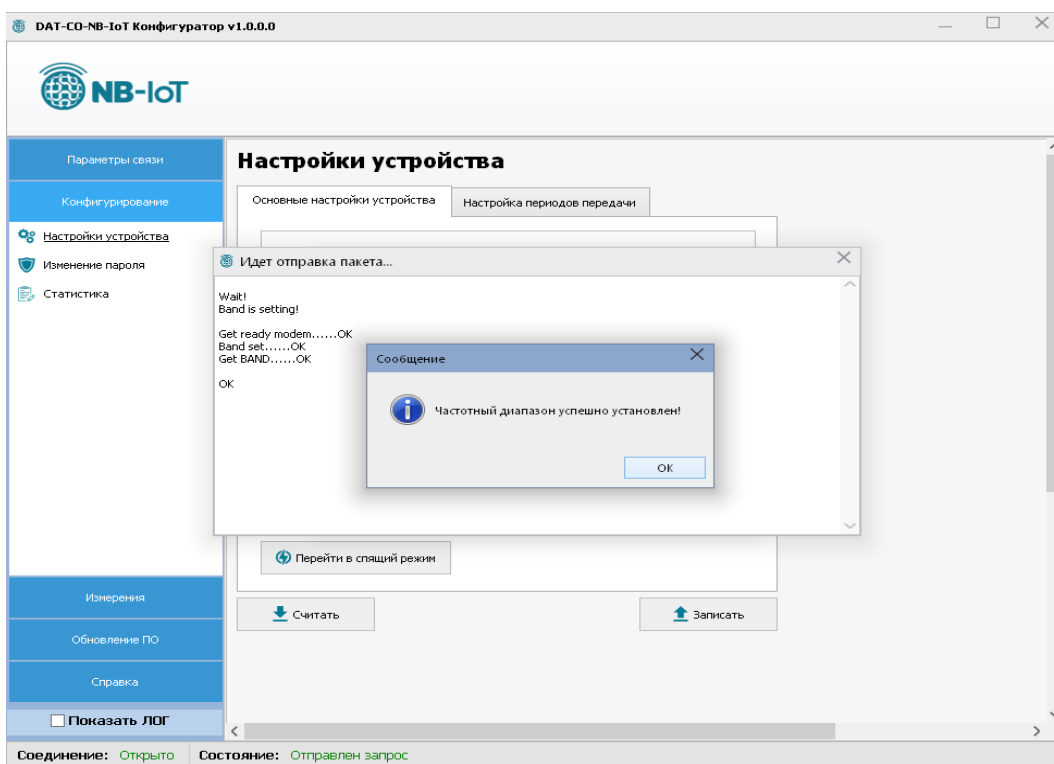 DAT-CO-NB-IoT Конфигуратор v1.0.0.0
NB-IoT
Параметры связи
Конфигурирование
Настройки устройства
Изменение пароля
Статистика
Настройки устройства
Основные настройки устройства
Настройка периодов передачи
Идет отправка пакета...
Wait!
Band is setting!
Get ready modem......OK
Band set......OK
Get BAND......OK
OK
Сообщение
Частотный диапазон успешно установлен!
OK
Перейти в спящий режим
Считать
Записать
Измерения
Обновление ПО
Справка
Показать ЛОГ
Соединение: Открыто Состояние: Отправлен запрос